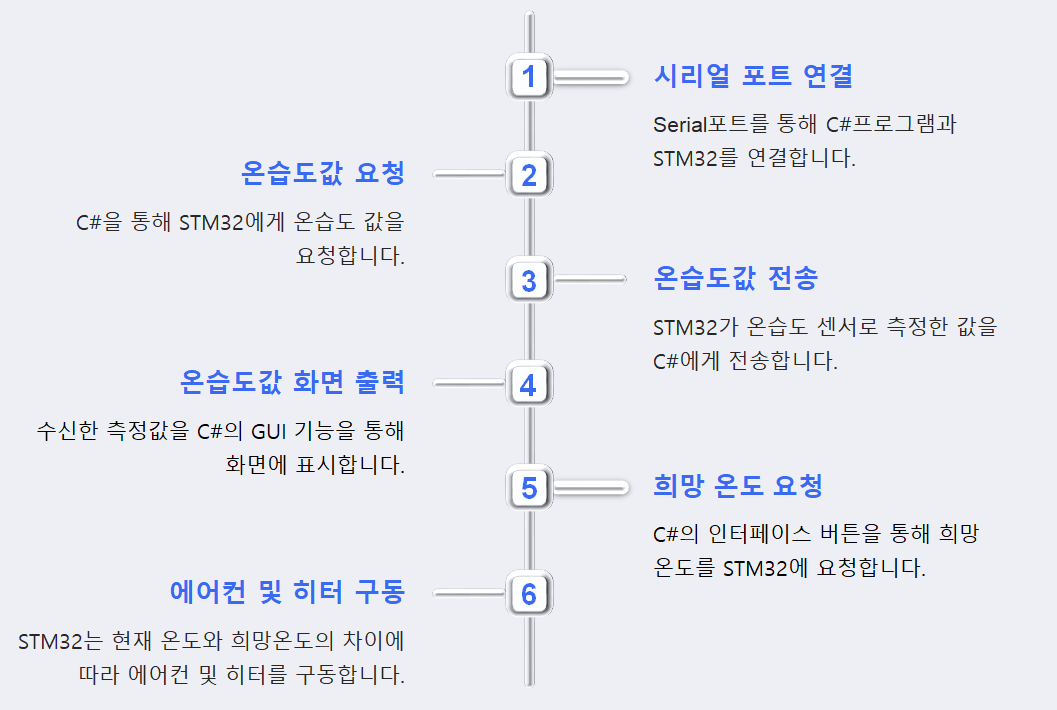 1
시리얼 포트 연결
Serial포트를 통해 C#프로그램과
STM32를 연결합니다.
2
온습도값 요청
C#을 통해 STM32에게 온습도 값을
요청합니다.
3
온습도값 전송
STM32가 온습도 센서로 측정한 값을
C#에게 전송합니다.
4
온습도값 화면 출력
수신한 측정값을 C#의 GUI 기능을 통해
화면에 표시합니다.
5
희망 온도 요청
C#의 인터페이스 버튼을 통해 희망
온도를 STM32에 요청합니다.
6
에어컨 및 히터 구동
STM32는 현재 온도와 희망온도의 차이에
따라 에어컨 및 히터를 구동합니다.